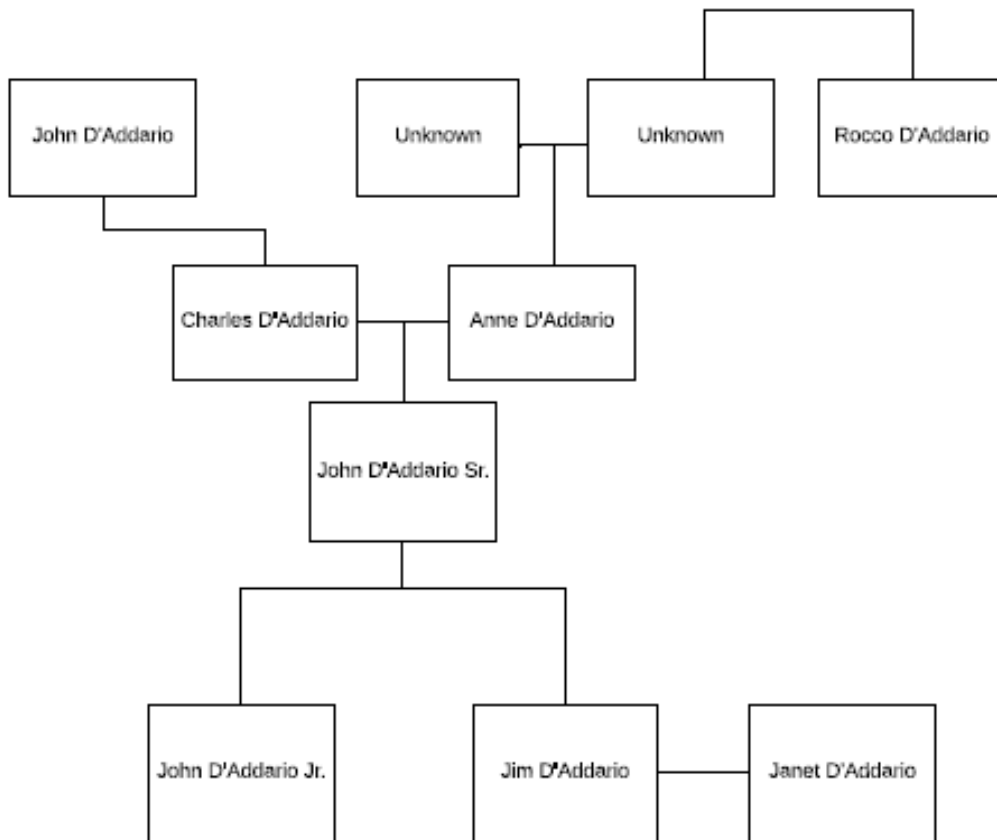 John D'Addario
Unknown
Unknown
Rocco D'Addario
Charles D'Addario
Anne D'Addario
John D'Addario Sr.
John D'Addario Jr.
Jim D'Addario
Janet D'Addario